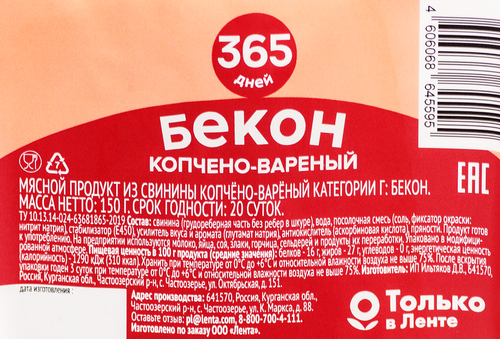 365
дней
БЕКОН
КОПЧЕНО-ВАРЕНЫЙ
МЯСНОЙ ПРОДУКТ ИЗ СВИНИНЫ КОПЧЁНО-ВАРЁНЫЙ КАТЕГОРИИ Г: БЕКОН.
МАССА НЕТТО: 150 Г. СРОК ГОДНОСТИ: 20 СУТОК.
ТУ 10.13.14-024-63681865-2019 Состав: свинина (грудореберная часть без ребер в шкуре), вода, посолочная смесь (соль, фиксатор окраски:
нитрит натрия), стабилизатор (Е450), усилитель вкуса и аромата (глутамат натрия), антиокислитель (аскорбиновая кислота), пряности. Продукт готов
к употреблению. На предприятии используются молоко, яйца, соя, злаки, горчица, сельдерей и продукты их переработки. Упаковано в модифици-
рованной атмосфере. Пищевая ценность в 100 г продукта (средние значения): белков - 16 г, жиров - 27 г, углеводов - 0 г; энергетическая ценность
(калорийность) - 1290 кДж (310 ккал). Хранить при температуре от 0°С до +6°С и относительной влажности воздуха не выше 75%. После вскрытия
упаковки годен 3 суток при температуре от 0°С до +6°С и относительной влажности воздуха не выше 75%. Изготовитель: ИП Ильтяков Д.В., 641570,
Россия, Курганская обл., Частоозерский р-н, с. Частоозерье, ул. Октябрьская, д. 151.
дата изготовления:
Адрес производства: 641570, Россия, Курганская обл.,
Частоозерский р-н, с. Частоозерье, ул. К. Маркса, д. 88.
Оставьте отзыв: pl@lenta.com, 8-800-700-4-111.
Изготовлено по заказу ООО «Лента».
Только
в Ленте
EAC
7
4 606068 645595